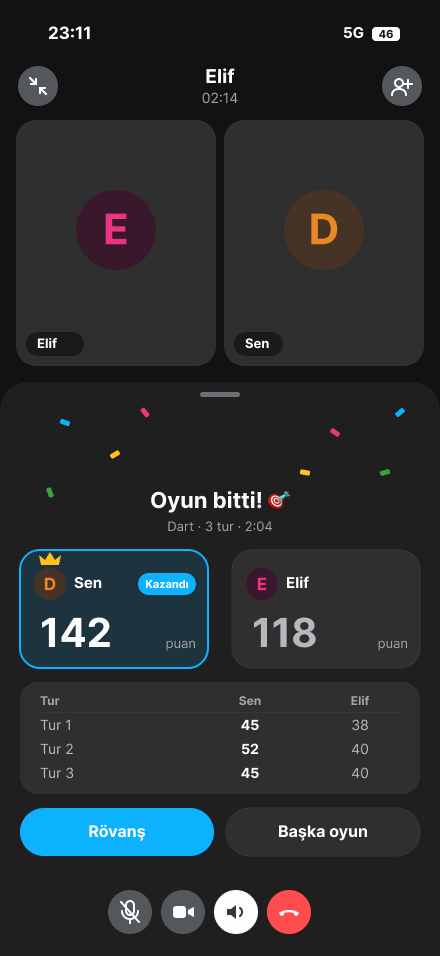 23:11
5G 46
Elif
02:14
E
D
Elif
Sen
Oyun bitti! 🎯
Dart · 3 tur · 2:04
D Sen Kazandı
142 puan
E Elif
118 puan
Tur Sen Elif
Tur 1 45 38
Tur 2 52 40
Tur 3 45 40
Rövanş
Başka oyun